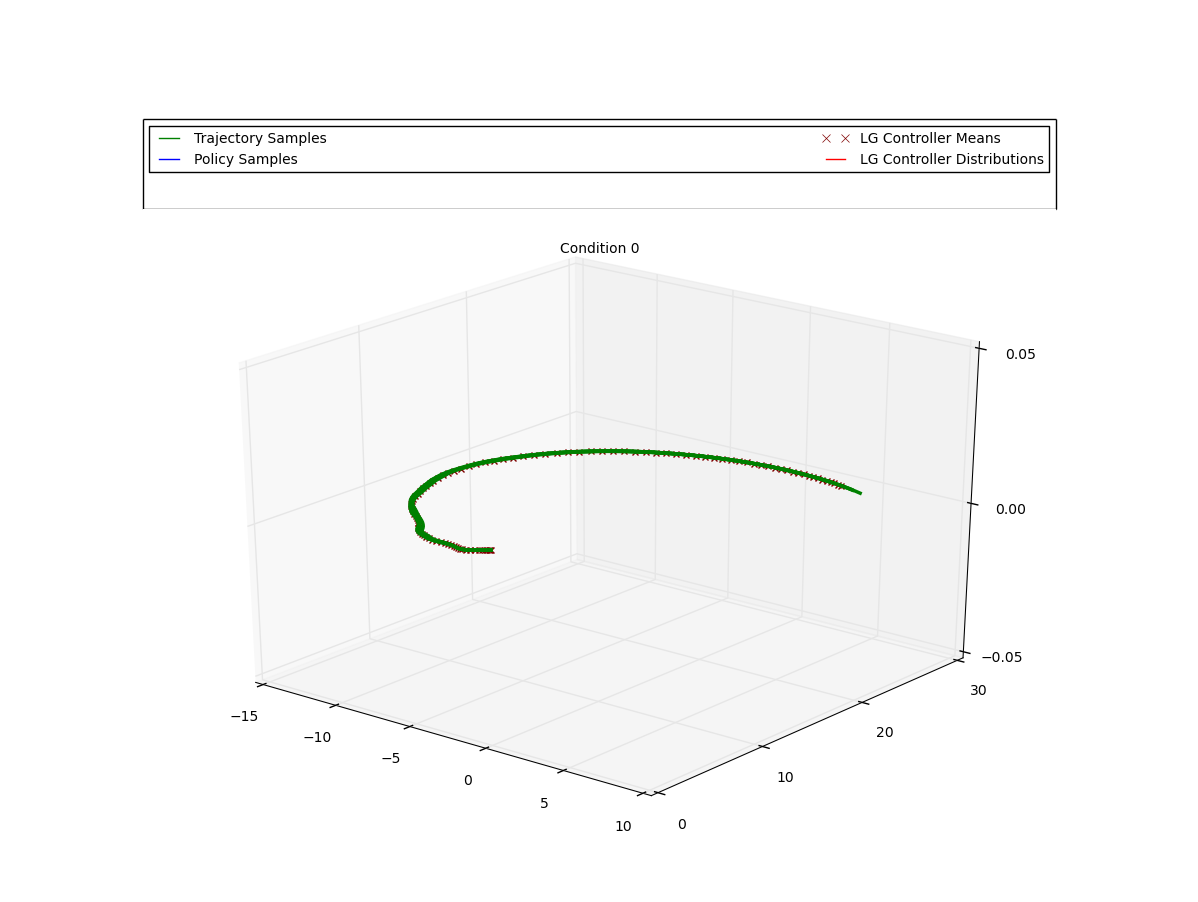 Trajectory Samples
Policy Samples
× × LG Controller Means
LG Controller Distributions
Condition 0
0.05
0.00
−0.05
30
20
10
0
−15
−10
−5
0
5
10